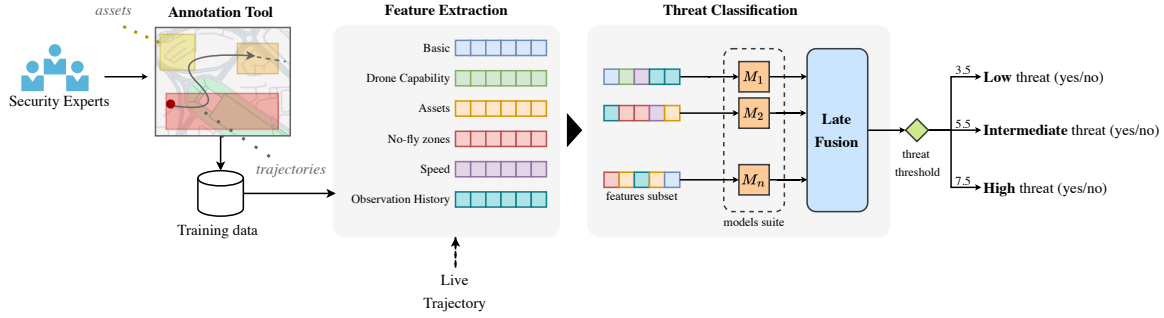 assets
Annotation Tool
Security Experts
trajectories
Training data
Feature Extraction
Basic
Drone Capability
Assets
No-fly zones
Speed
Observation History
Live
Trajectory
Threat Classification
M1
M2
Mn
features subset
models suite
Late
Fusion
threat
threshold
3.5
Low threat (yes/no)
5.5
Intermediate threat (yes/no)
7.5
High threat (yes/no)